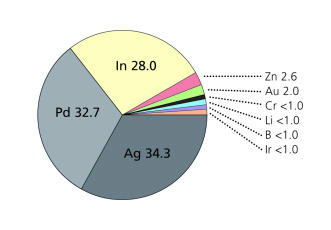 In 28.0
Zn 2.6
Au 2.0
Cr <1.0
Pd 32.7
Li <1.0
B <1.0
Ag 34.3
Ir <1.0